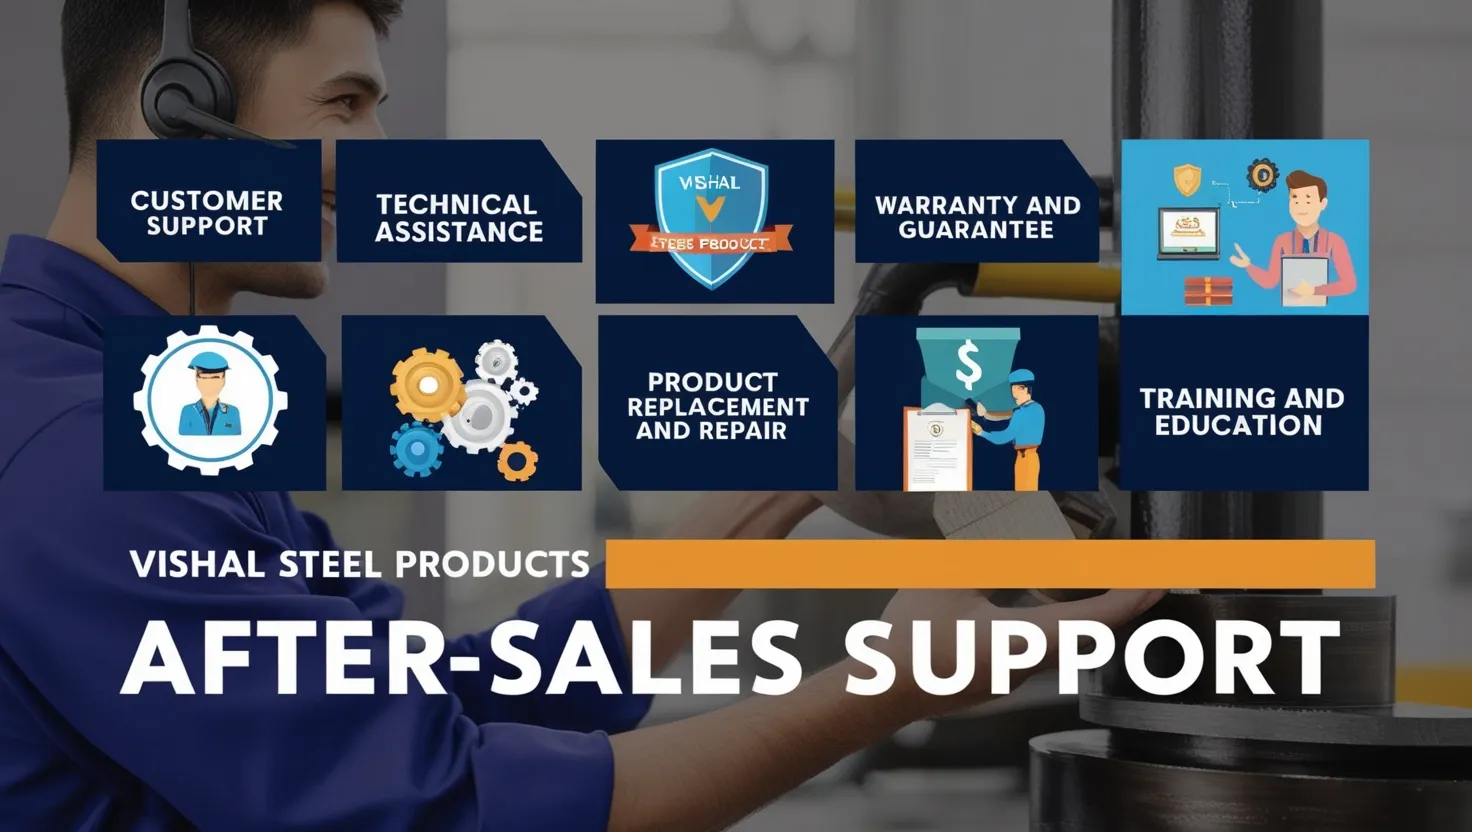 CUSTOMER
SUPPORT
TECHNICAL
ASSISTANCE
VISHAL
WARRANTY AND
GUARANTEE
$
PRODUCT
REPLACEMENT
AND REPAIR
TRAINING AND
EDUCATION
VISHAL STEEL PRODUCTS
AFTER-SALES SUPPORT